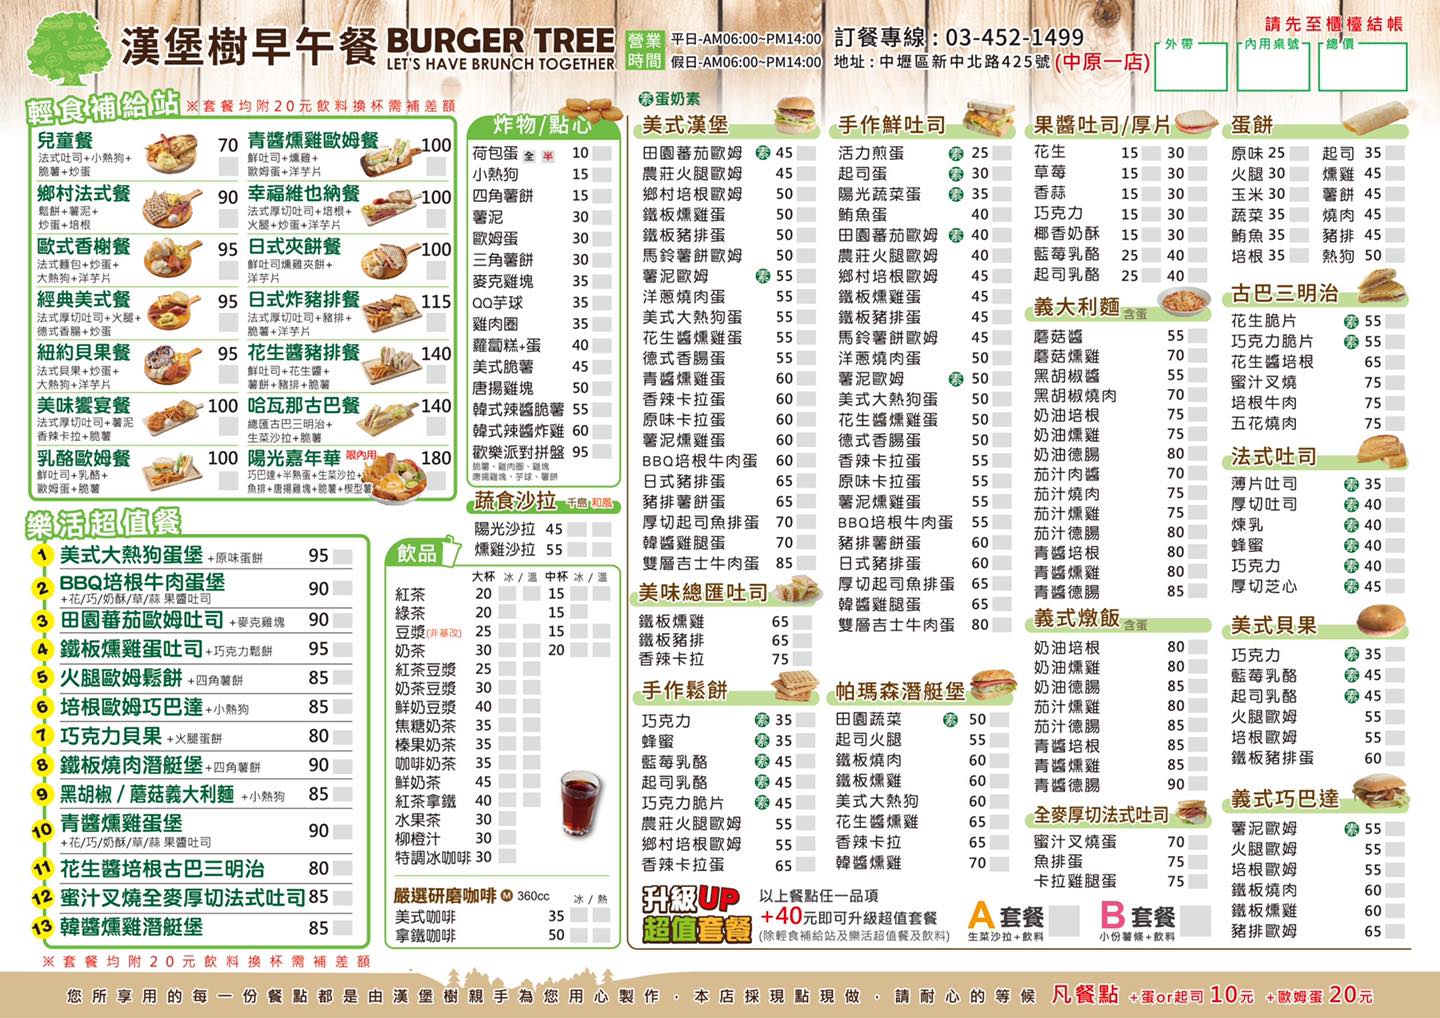 漢堡樹早午餐 BURGER TREE
LET'S HAVE BRUNCH TOGETHER
營業時間
平日-AM06:00~PM14:00
假日-AM06:00~PM14:00
訂餐專線 : 03-452-1499
地址 : 中壢區新中北路425號 (中原一店)
請先至櫃檯結帳
外帶 內用桌號 總價
輕食補給站 ※套餐均附20元飲料換杯需補差額
兒童餐 70
法式吐司+小熱狗+
脆薯+炒蛋
鄉村法式餐 90
鬆餅+薯泥+
炒蛋+培根
歐式香榭餐 95
法式麵包+炒蛋+
大熱狗+洋芋片
經典美式餐 95
法式厚切吐司+火腿+
德式香腸+炒蛋
紐約貝果餐 95
法式貝果+炒蛋+
大熱狗+洋芋片
美味饗宴餐 100
法式厚切吐司+薯泥
香辣卡拉+脆薯
乳酪歐姆餐 100
鮮吐司+乳酪+
歐姆蛋+脆薯
青醬燻雞歐姆餐 100
鮮吐司+燻雞+
歐姆蛋+洋芋片
幸福維也納餐 100
法式厚切吐司+培根+
火腿+炒蛋+洋芋片
日式夾餅餐 100
鮮吐司燻雞夾餅+
洋芋片
日式炸豬排餐 115
法式厚切吐司+豬排+
脆薯+洋芋片
花生醬豬排餐 140
鮮吐司+花生醬+
薯餅+豬排+脆薯
哈瓦那古巴餐 140
總匯古巴三明治+
生菜沙拉+脆薯
陽光嘉年華 限內用 180
巧巴達+半熟蛋+生菜沙拉+
魚排+唐揚雞塊+脆薯+楔型薯
樂活超值餐
1 美式大熱狗蛋堡 +原味蛋餅 95
2 BBQ培根牛肉蛋堡 90
+花/巧/奶酥/草/蒜 果醬吐司
3 田園蕃茄歐姆吐司 +麥克雞塊 90
4 鐵板燻雞蛋吐司+巧克力鬆餅 95
5 火腿歐姆鬆餅 +四角薯餅 85
6 培根歐姆巧巴達+小熱狗 85
7 巧克力貝果 +火腿蛋餅 80
8 鐵板燒肉潛艇堡+四角薯餅 90
9 黑胡椒 / 蘑菇義大利麵 +小熱狗 85
10 青醬燻雞蛋堡 90
+花/巧/奶酥/草/蒜 果醬吐司
11 花生醬培根古巴三明治 80
12 蜜汁叉燒全麥厚切法式吐司 85
13 韓醬燻雞潛艇堡 85
※套餐均附20元飲料換杯需補差額
炸物/點心
荷包蛋 全 半 10
小熱狗 15
四角薯餅 15
薯泥 30
歐姆蛋 30
三角薯餅 30
麥克雞塊 35
QQ芋球 35
雞肉圈 35
蘿蔔糕+蛋 40
美式脆薯 45
唐揚雞塊 50
韓式辣醬脆薯 55
韓式辣醬炸雞 60
歡樂派對拼盤 95
脆薯、雞肉圈、雞塊
唐揚雞塊、芋球、薯餅
蔬食沙拉 千島 和風
陽光沙拉 45
燻雞沙拉 55
飲品
大杯 冰 / 溫 中杯 冰 / 溫
紅茶 20 15
綠茶 20 15
豆漿(非基改) 25 15
奶茶 30 20
紅茶豆漿 25
奶茶豆漿 30
鮮奶豆漿 40
焦糖奶茶 35
榛果奶茶 35
咖啡奶茶 35
鮮奶茶 45
紅茶拿鐵 40
水果茶 30
柳橙汁 30
特調冰咖啡 30
嚴選研磨咖啡 M 360cc 冰 / 熱
美式咖啡 35
拿鐵咖啡 50
素 蛋奶素
美式漢堡
田園蕃茄歐姆 素 45
農莊火腿歐姆 45
鄉村培根歐姆 50
鐵板燻雞蛋 50
鐵板豬排蛋 50
馬鈴薯餅歐姆 50
薯泥歐姆 素 55
洋蔥燒肉蛋 55
美式大熱狗蛋 55
花生醬燻雞蛋 55
德式香腸蛋 55
青醬燻雞蛋 60
香辣卡拉蛋 60
原味卡拉蛋 60
薯泥燻雞蛋 60
BBQ培根牛肉蛋 60
日式豬排蛋 65
豬排薯餅蛋 65
厚切起司魚排蛋 70
韓醬雞腿蛋 70
雙層吉士牛肉蛋 85
美味總匯吐司
鐵板燻雞 65
鐵板豬排 65
香辣卡拉 75
手作鬆餅
巧克力 素 35
蜂蜜 素 35
藍莓乳酪 素 45
起司乳酪 素 45
巧克力脆片 素 45
農莊火腿歐姆 55
鄉村培根歐姆 55
香辣卡拉蛋 65
手作鮮吐司
活力煎蛋 素 25
起司蛋 素 30
陽光蔬菜蛋 素 35
鮪魚蛋 40
田園蕃茄歐姆 素 40
農莊火腿歐姆 40
鄉村培根歐姆 45
鐵板燻雞蛋 45
鐵板豬排蛋 45
馬鈴薯餅歐姆 45
洋蔥燒肉蛋 50
薯泥歐姆 素 50
美式大熱狗蛋 50
花生醬燻雞蛋 50
德式香腸蛋 50
香辣卡拉蛋 55
原味卡拉蛋 55
薯泥燻雞蛋 55
BBQ培根牛肉蛋 55
豬排薯餅蛋 60
日式豬排蛋 60
厚切起司魚排蛋 65
韓醬雞腿蛋 65
雙層吉士牛肉蛋 80
帕瑪森潛艇堡
田園蔬菜 素 50
起司火腿 55
鐵板燒肉 60
鐵板燻雞 60
美式大熱狗 60
花生醬燻雞 65
香辣卡拉 65
韓醬燻雞 70
果醬吐司/厚片
花生 15 30
草莓 15 30
香蒜 15 30
巧克力 15 30
椰香奶酥 15 30
藍莓乳酪 25 40
起司乳酪 25 40
義大利麵 含蛋
蘑菇醬 55
蘑菇燻雞 70
黑胡椒醬 55
黑胡椒燒肉 70
奶油培根 75
奶油燻雞 75
奶油德腸 80
茄汁肉醬 70
茄汁燒肉 75
茄汁燻雞 75
茄汁德腸 80
青醬培根 80
青醬燻雞 80
青醬德腸 85
義式燉飯 含蛋
奶油培根 80
奶油燻雞 80
奶油德腸 85
茄汁燻雞 80
茄汁德腸 85
青醬培根 85
青醬燻雞 85
青醬德腸 90
全麥厚切法式吐司
蜜汁叉燒蛋 70
魚排蛋 75
卡拉雞腿蛋 75
蛋餅
原味 25 起司 35
火腿 30 燻雞 45
玉米 30 薯餅 45
蔬菜 35 燒肉 45
鮪魚 35 豬排 45
培根 35 熱狗 50
古巴三明治
花生脆片 素 55
巧克力脆片 素 55
花生醬培根 65
蜜汁叉燒 75
培根牛肉 75
五花燒肉 75
法式吐司
薄片吐司 素 35
厚切吐司 素 40
煉乳 素 40
蜂蜜 素 40
巧克力 素 40
厚切芝心 素 45
美式貝果
巧克力 素 35
藍莓乳酪 素 45
起司乳酪 素 45
火腿歐姆 55
培根歐姆 55
鐵板豬排蛋 60
義式巧巴達
薯泥歐姆 素 55
火腿歐姆 55
培根歐姆 55
鐵板燒肉 60
鐵板燻雞 60
豬排歐姆 65
升級UP
超值套餐
以上餐點任一品項
+40元即可升級超值套餐
(除輕食補給站及樂活超值餐及飲料)
A 套餐
生菜沙拉+飲料
B 套餐
小份薯條+飲料
您所享用的每一份餐點都是由漢堡樹親手為您用心製作．本店採現點現做．請耐心的等候 凡餐點 +蛋or起司 10元 +歐姆蛋 20元